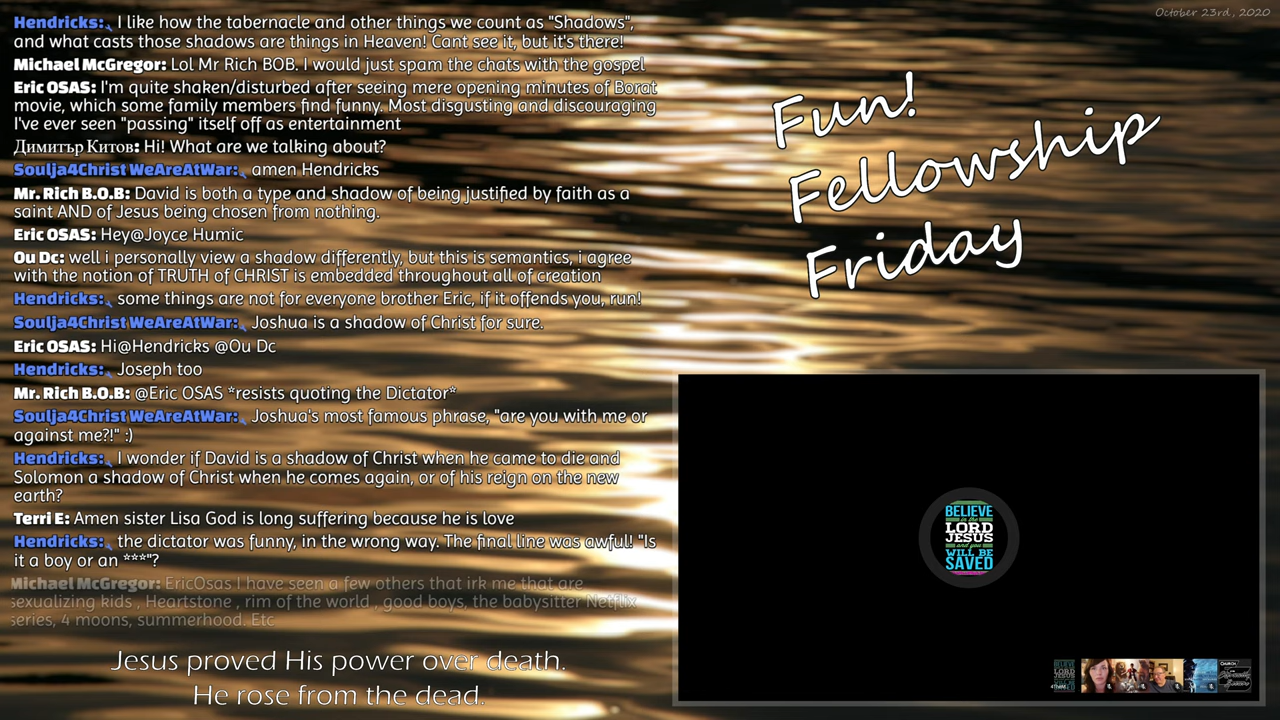 October 23rd, 2020
Hendricks: I like how the tabernacle and other things we count as "Shadows",
and what casts those shadows are things in Heaven! Cant see it, but it's there!
Michael McGregor: Lol Mr Rich BOB. I would just spam the chats with the gospel
Eric OSAS: I'm quite shaken/disturbed after seeing mere opening minutes of Borat
movie, which some family members find funny. Most disgusting and discouraging
I've ever seen "passing" itself off as entertainment
Димитър Китов: Hi! What are we talking about?
Soulja4Christ WeAreAtWar: amen Hendricks
Mr. Rich B.O.B: David is both a type and shadow of being justified by faith as a
saint AND of Jesus being chosen from nothing.
Eric OSAS: Hey@Joyce Humic
Ou Dc: well i personally view a shadow differently, but this is semantics, i agree
with the notion of TRUTH of CHRIST is embedded throughout all of creation
Hendricks: some things are not for everyone brother Eric, if it offends you, run!
Soulja4Christ WeAreAtWar: Joshua is a shadow of Christ for sure.
Eric OSAS: Hi@Hendricks @Ou Dc
Hendricks: Joseph too
Mr. Rich B.O.B: @Eric OSAS *resists quoting the Dictator*
Soulja4Christ WeAreAtWar: Joshua's most famous phrase, "are you with me or
against me?!" :)
Hendricks: I wonder if David is a shadow of Christ when he came to die and
Solomon a shadow of Christ when he comes again, or of his reign on the new
earth?
Terri E: Amen sister Lisa God is long suffering because he is love
Hendricks: the dictator was funny, in the wrong way. The final line was awful! "Is
it a boy or an ***"?
Michael McGregor: EricOsas I have seen a few others that irk me that are
sexualizing kids , Heartstone , rim of the world , good boys, the babysitter Netflix
series, 4 moons, summerhood. Etc
Jesus proved His power over death.
He rose from the dead.
Fun!
Fellowship
Friday
BELIEVE
in the
LORD
JESUS
and you
WILL BE
SAVED
BELIEVE
LORD
JESUS
CHURCH